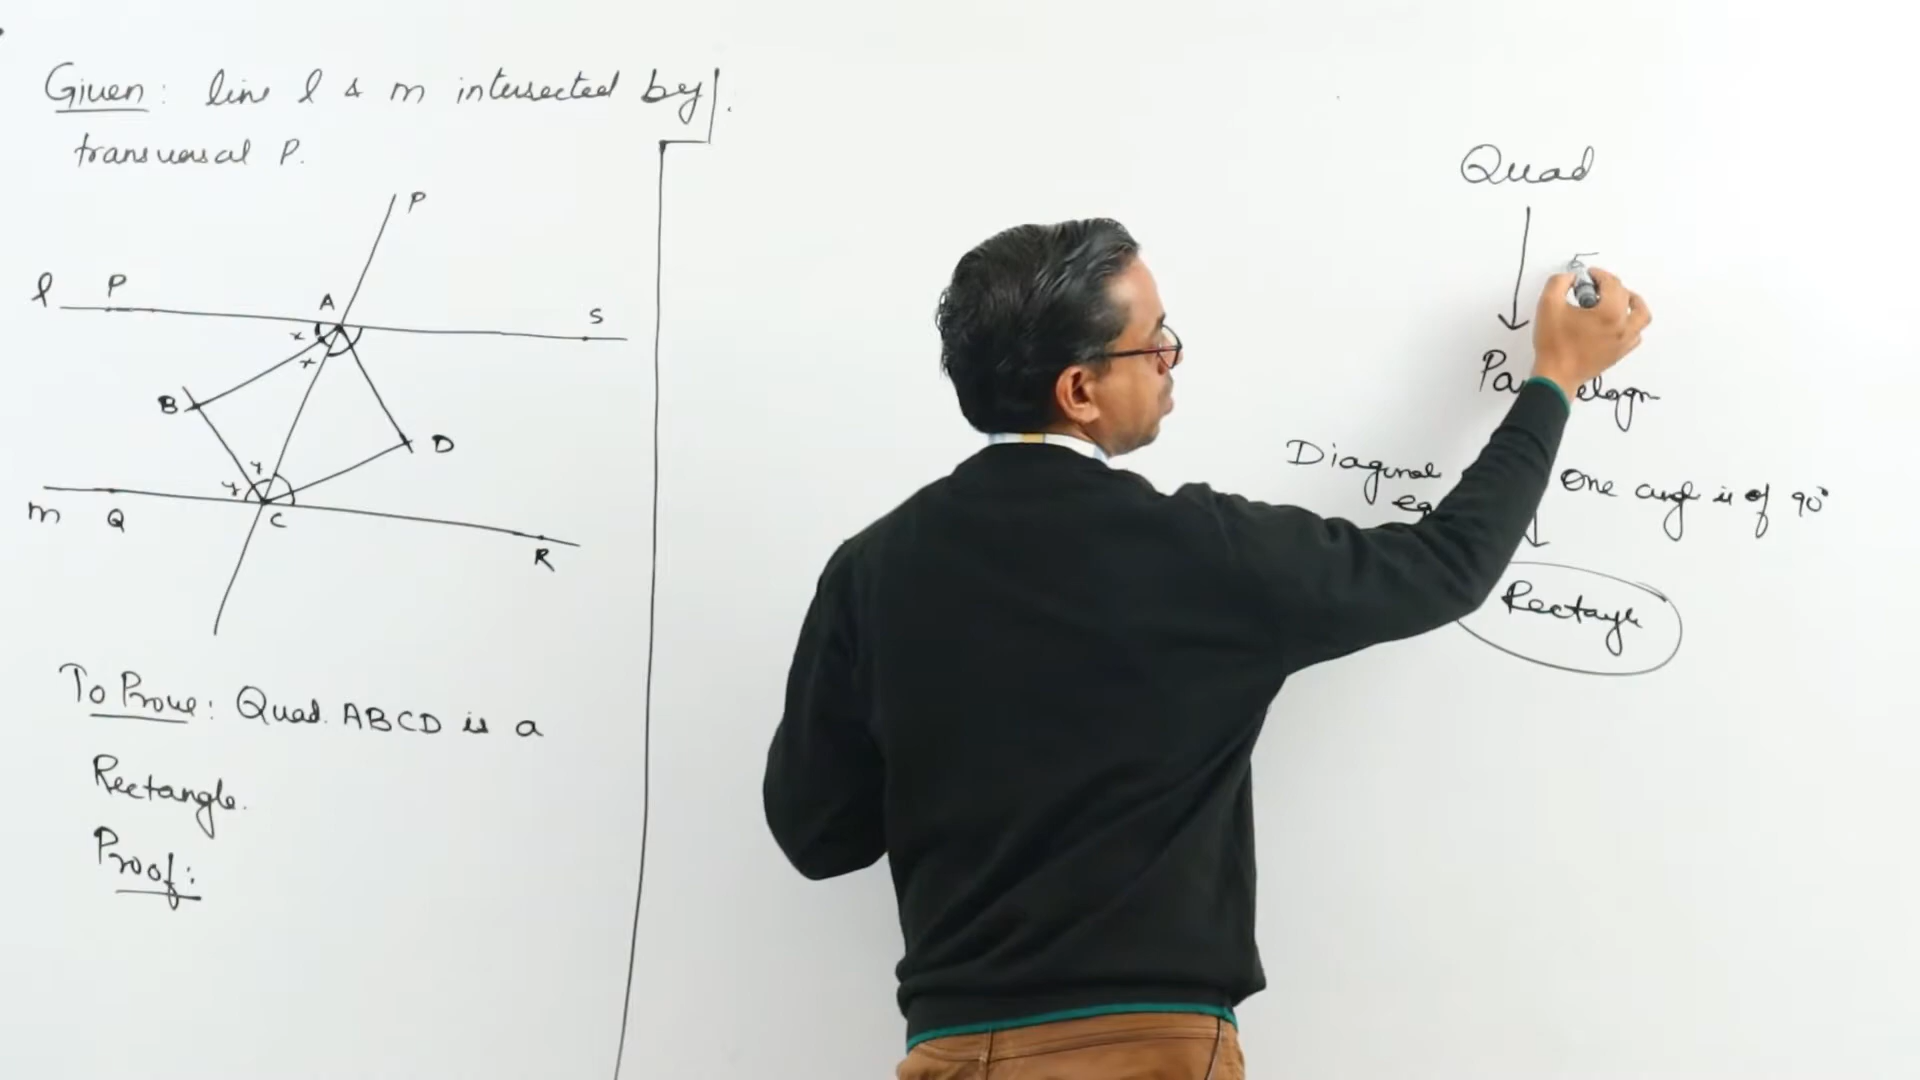 Given: line l & m intersected by
transversal P.
P
l P A S
x
x
B D
y
y
m Q C R
To Prove: Quad. ABCD is a
Rectangle.
Proof:
Quad
Diagonal
One angle is of 90°
Rectangle